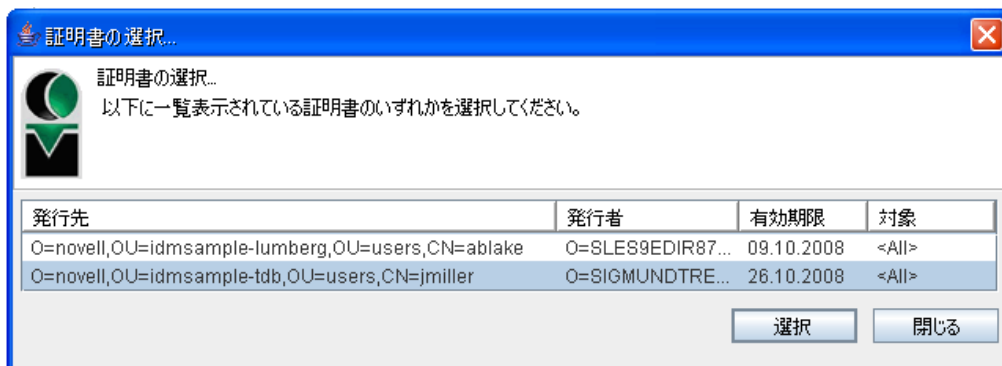 証明書の選択...
証明書の選択...
以下に一覧表示されている証明書のいずれかを選択してください。
発行先 発行者 有効期限 対象
O=novell,OU=idmsample-lumberg,OU=users,CN=ablake O=SLES9EDIR87... 09.10.2008 <All>
O=novell,OU=idmsample-tdb,OU=users,CN=jmiller O=SIGMUNDTRE... 26.10.2008 <All>
選択 閉じる